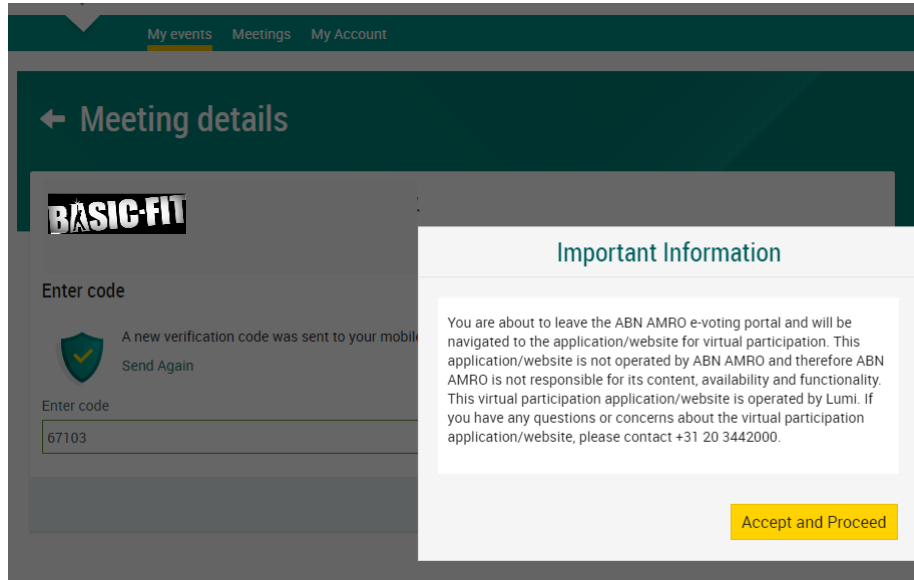 My events Meetings My Account
Meeting details
BASIC-FIT
Important Information
Enter code
A new verification code was sent to your mobile
Send Again
Enter code
67103
You are about to leave the ABN AMRO e-voting portal and will be
navigated to the application/website for virtual participation. This
application/website is not operated by ABN AMRO and therefore ABN
AMRO is not responsible for its content, availability and functionality.
This virtual participation application/website is operated by Lumi. If
you have any questions or concerns about the virtual participation
application/website, please contact +31 20 3442000.
Accept and Proceed